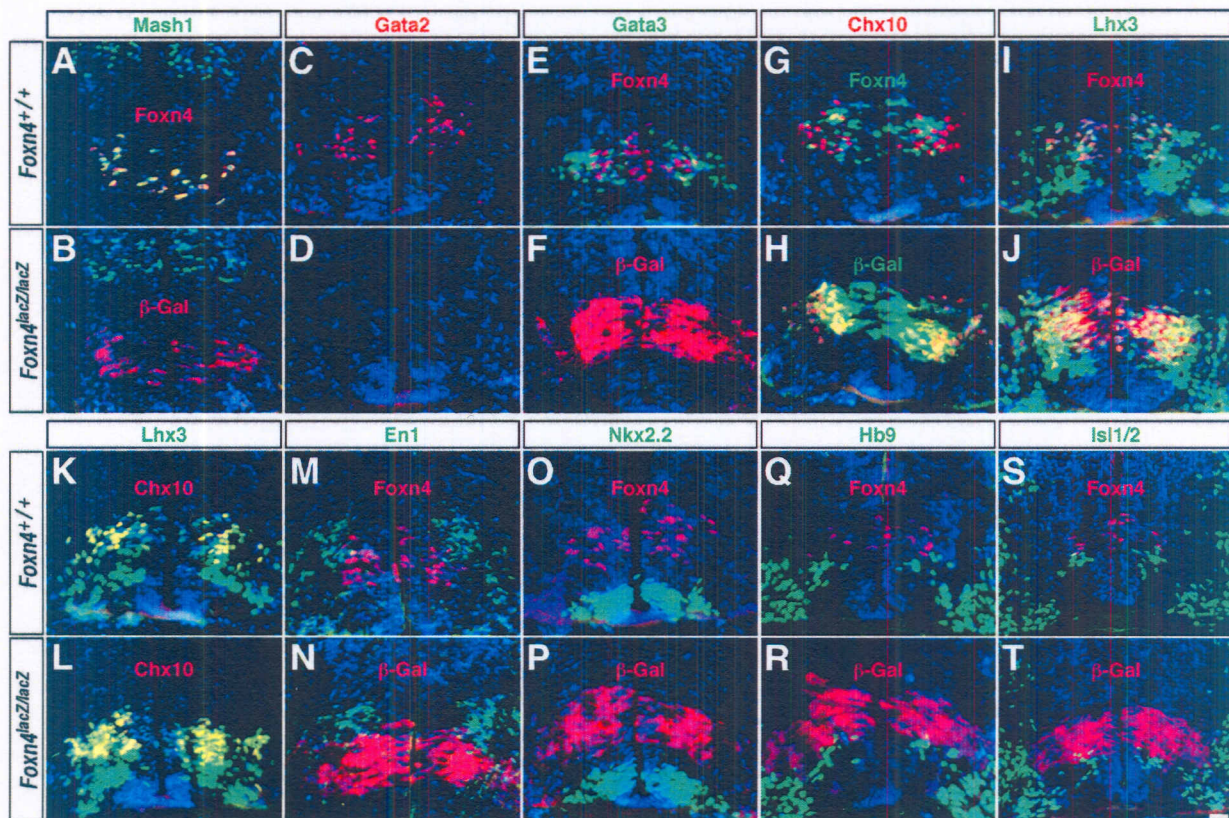 Mash1 Gata2 Gata3 Chx10 Lhx3
Foxn4+/+
A C E G I
Foxn4 Foxn4 Foxn4 Foxn4
Foxn4lacZ/lacZ
B D F H J
β-Gal β-Gal β-Gal β-Gal
Lhx3 En1 Nkx2.2 Hb9 Isl1/2
Foxn4+/+
K M O Q S
Chx10 Foxn4 Foxn4 Foxn4 Foxn4
Foxn4lacZ/lacZ
L N P R T
Chx10 β-Gal β-Gal β-Gal β-Gal